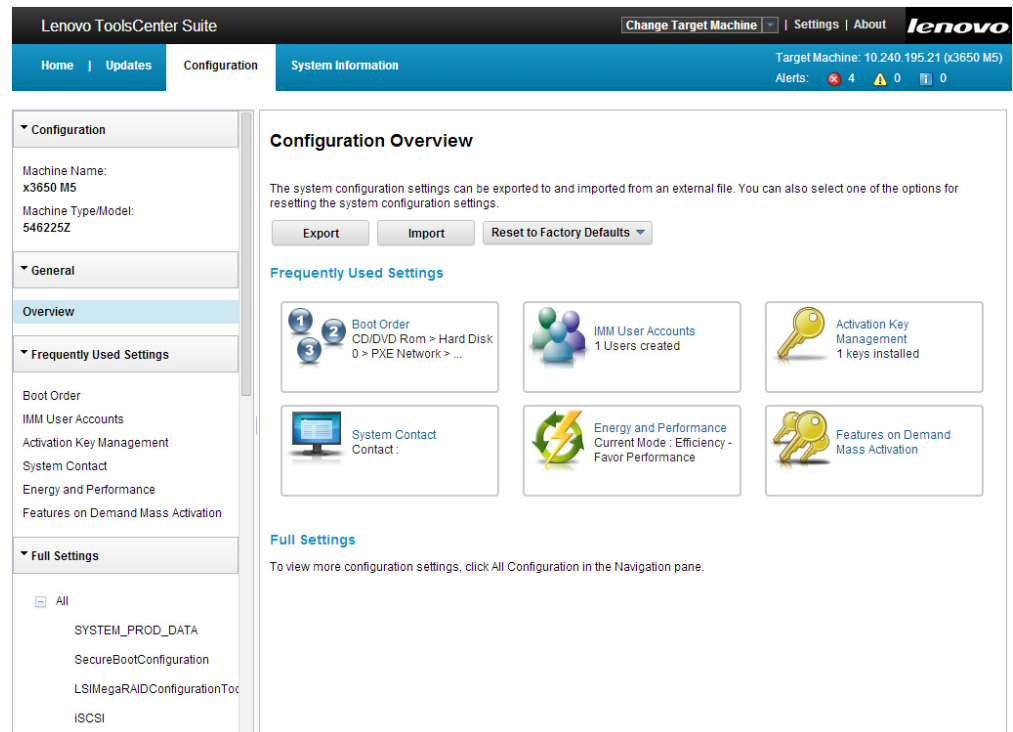 Lenovo ToolsCenter Suite
Change Target Machine | Settings | About
lenovo
Home | Updates Configuration System Information
Target Machine: 10.240.195.21 (x3650 M5)
Alerts: 4 0 0
Configuration
Machine Name:
x3650 M5
Machine Type/Model:
546225Z
General
Overview
Frequently Used Settings
Boot Order
IMM User Accounts
Activation Key Management
System Contact
Energy and Performance
Features on Demand Mass Activation
Full Settings
All
SYSTEM_PROD_DATA
SecureBootConfiguration
LSIMegaRAIDConfigurationToo
iSCSI
Configuration Overview
The system configuration settings can be exported to and imported from an external file. You can also select one of the options for
resetting the system configuration settings.
Export Import Reset to Factory Defaults
Frequently Used Settings
1 2 3
Boot Order
CD/DVD Rom > Hard Disk
0 > PXE Network > ...
IMM User Accounts
1 Users created
Activation Key
Management
1 keys installed
System Contact
Contact :
Energy and Performance
Current Mode : Efficiency -
Favor Performance
Features on Demand
Mass Activation
Full Settings
To view more configuration settings, click All Configuration in the Navigation pane.